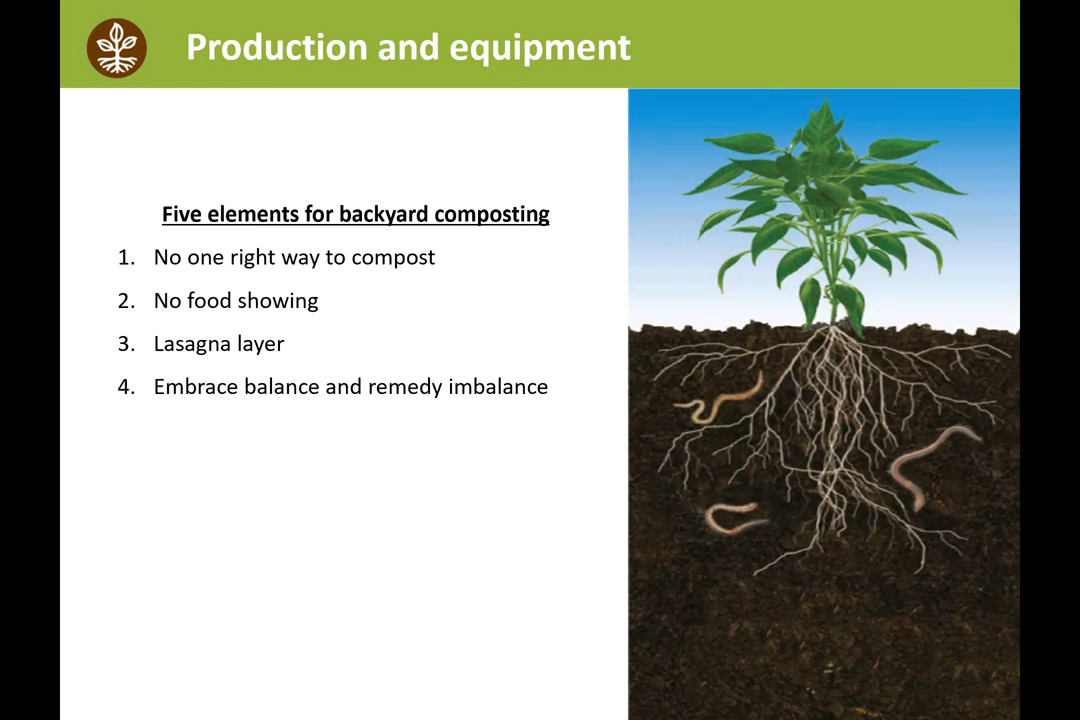 Production and equipment
Five elements for backyard composting
1. No one right way to compost
2. No food showing
3. Lasagna layer
4. Embrace balance and remedy imbalance